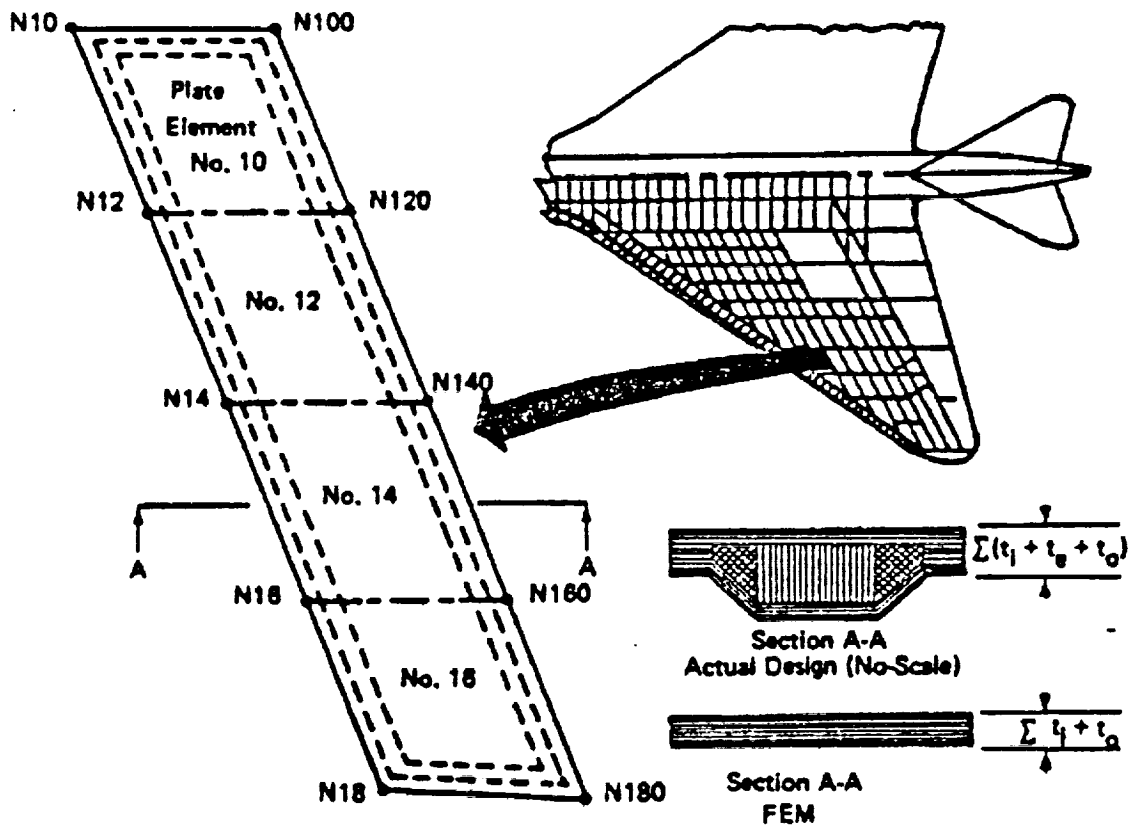 N10
N100
Plate
Element
No. 10
N12
N120
No. 12
N14
N140
No. 14
A
A
N16
N160
No. 16
N18
N180
Σ(ti + te + to)
Section A-A
Actual Design (No-Scale)
Σ ti + to
Section A-A
FEM